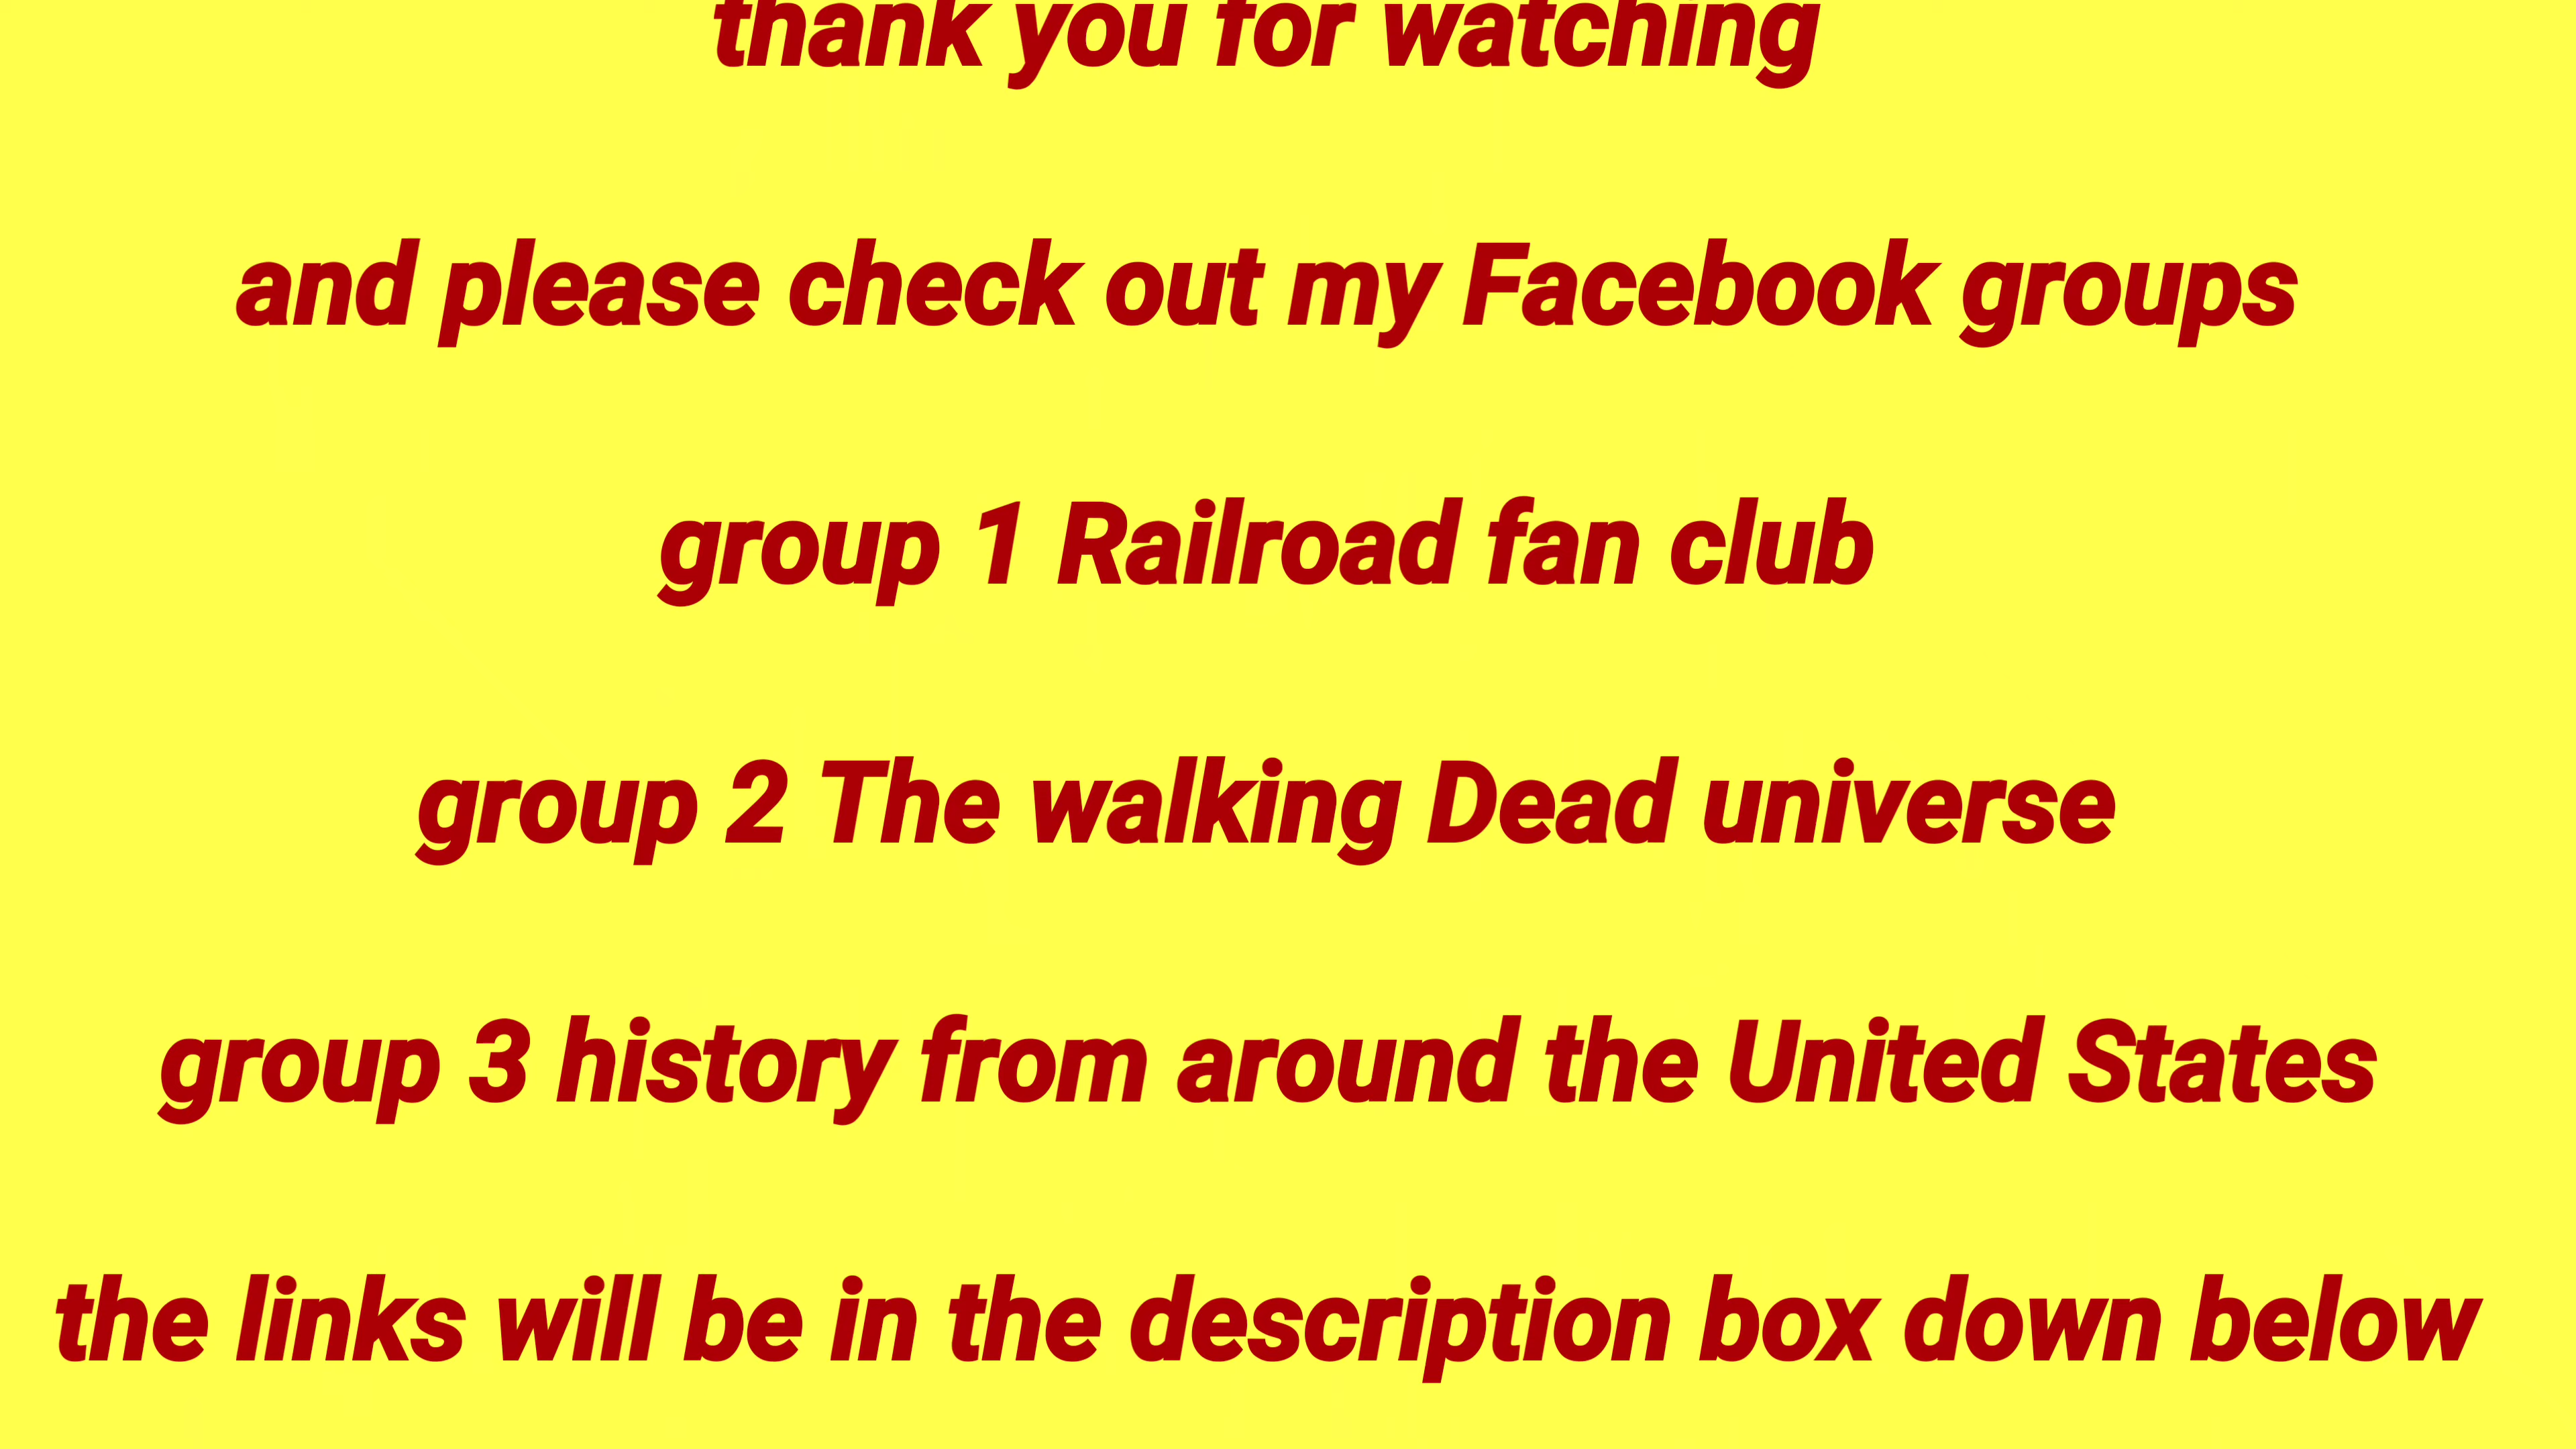 thank you for watching
and please check out my Facebook groups
group 1 Railroad fan club
group 2 The walking Dead universe
group 3 history from around the United States
the links will be in the description box down below